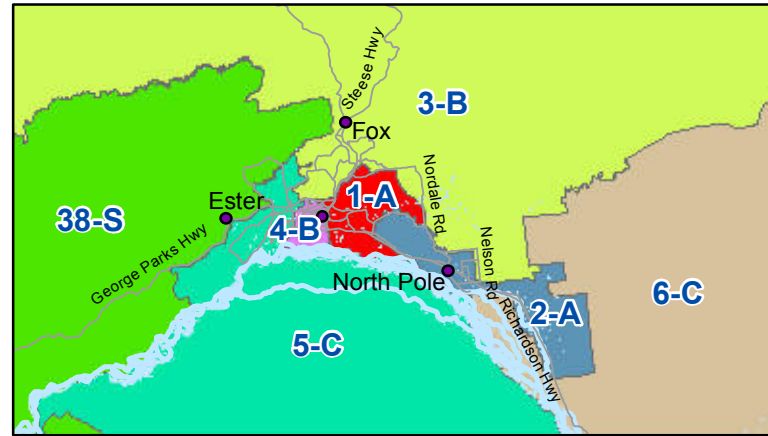 Steese Hwy
3-B
Fox
Nordale Rd
1-A
Ester
38-S
4-B
George Parks Hwy
Nelson Rd
North Pole
6-C
2-A
Richardson Hwy
5-C